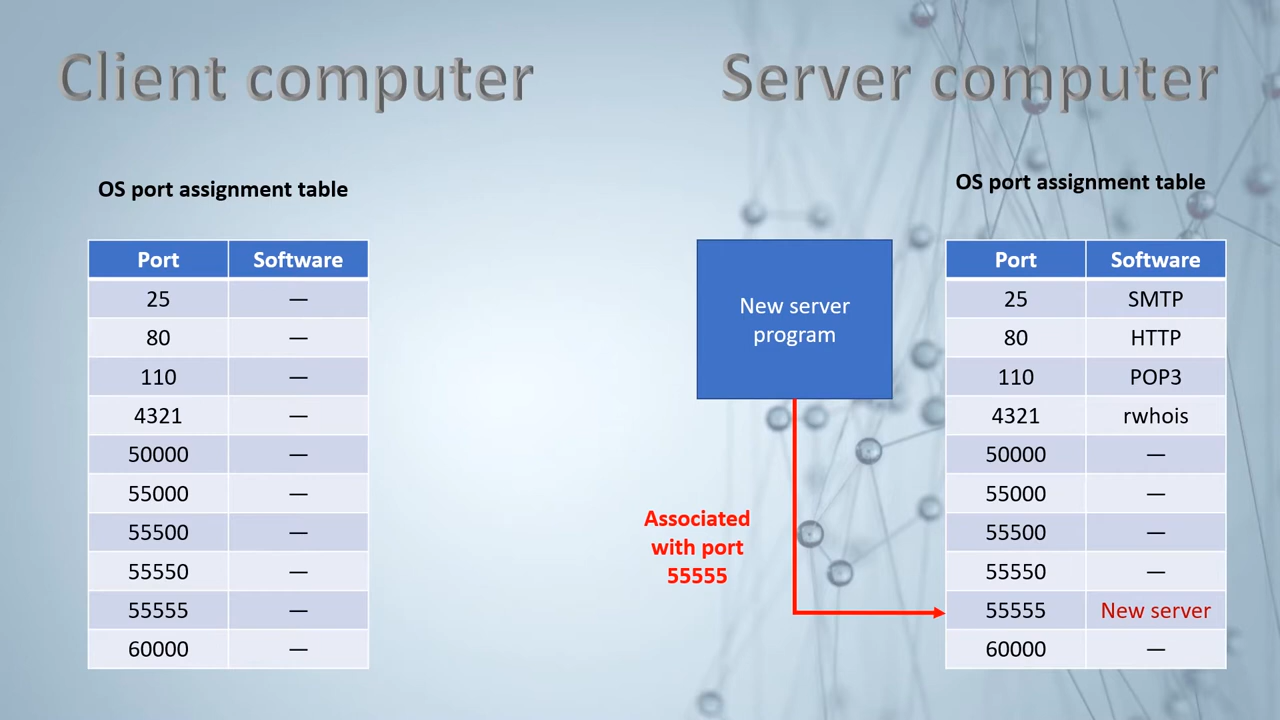 Client computer
Server computer
OS port assignment table
Port Software
25 —
80 —
110 —
4321 —
50000 —
55000 —
55500 —
55550 —
55555 —
60000 —
New server
program
Associated
with port
55555
OS port assignment table
Port Software
25 SMTP
80 HTTP
110 POP3
4321 rwhois
50000 —
55000 —
55500 —
55550 —
55555 New server
60000 —